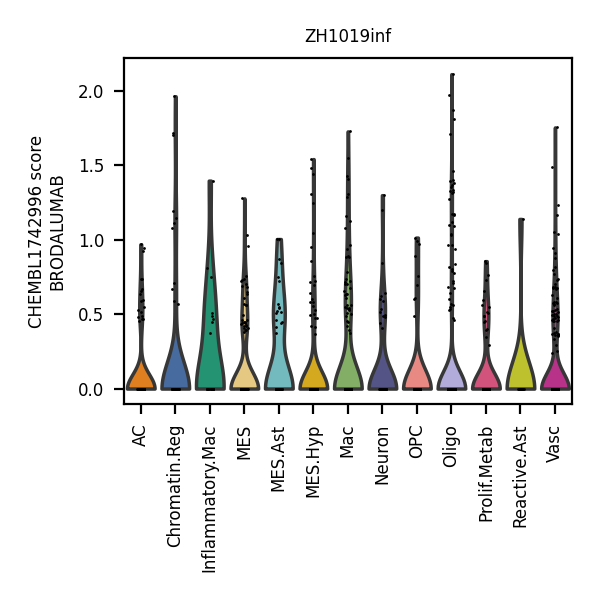 ZH1019inf
CHEMBL1742996 score
BRODALUMAB
2.0
1.5
1.0
0.5
0.0
AC
Chromatin.Reg
Inflammatory.Mac
MES
MES.Ast
MES.Hyp
Mac
Neuron
OPC
Oligo
Prolif.Metab
Reactive.Ast
Vasc